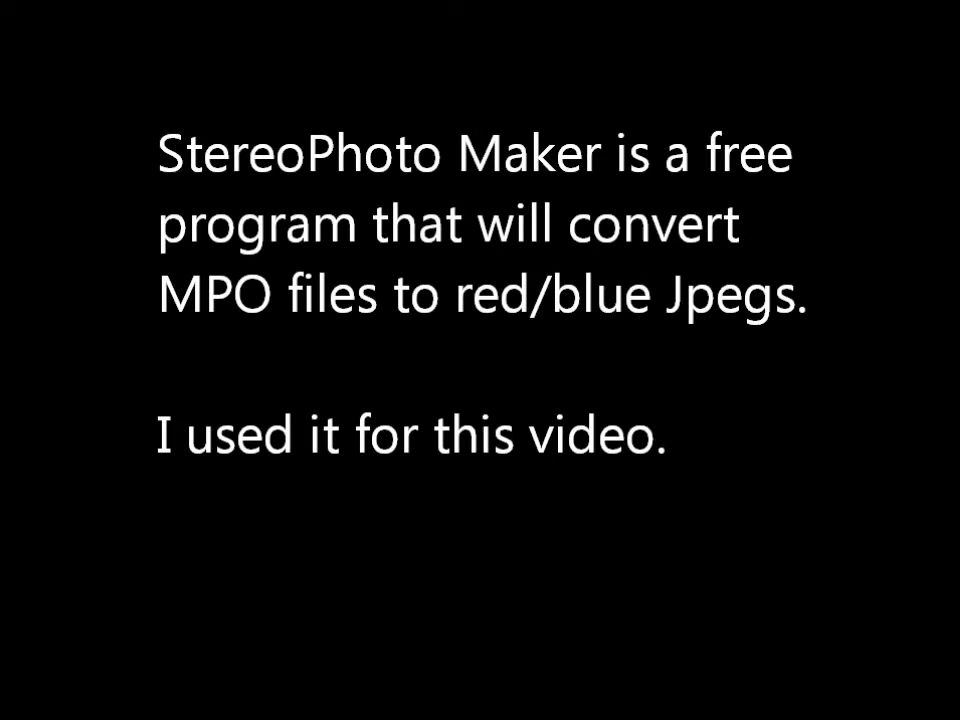 StereoPhoto Maker is a free
program that will convert
MPO files to red/blue Jpegs.
I used it for this video.